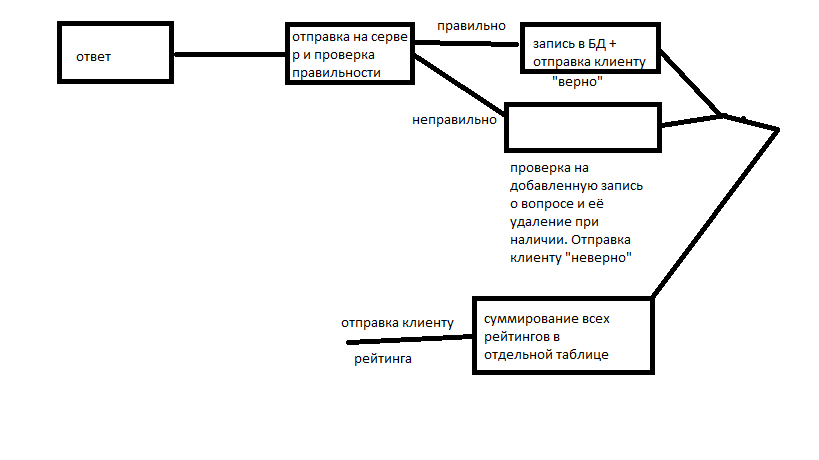 ответ
отправка на серве
р и проверка
правильности
правильно
запись в БД +
отправка клиенту
"верно"
неправильно
проверка на
добавленную запись
о вопросе и её
удаление при
наличии. Отправка
клиенту "неверно"
суммирование всех
рейтингов в
отдельной таблице
отправка клиенту
рейтинга